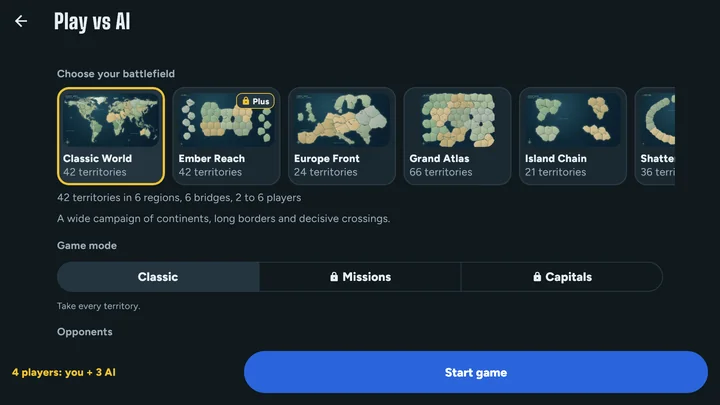 Play vs AI
Choose your battlefield
Plus
Classic World
42 territories
Ember Reach
42 territories
Europe Front
24 territories
Grand Atlas
66 territories
Island Chain
21 territories
Shatte
36 terri
42 territories in 6 regions, 6 bridges, 2 to 6 players
A wide campaign of continents, long borders and decisive crossings.
Game mode
Classic
Missions
Capitals
Take every territory.
Opponents
4 players: you + 3 AI
Start game